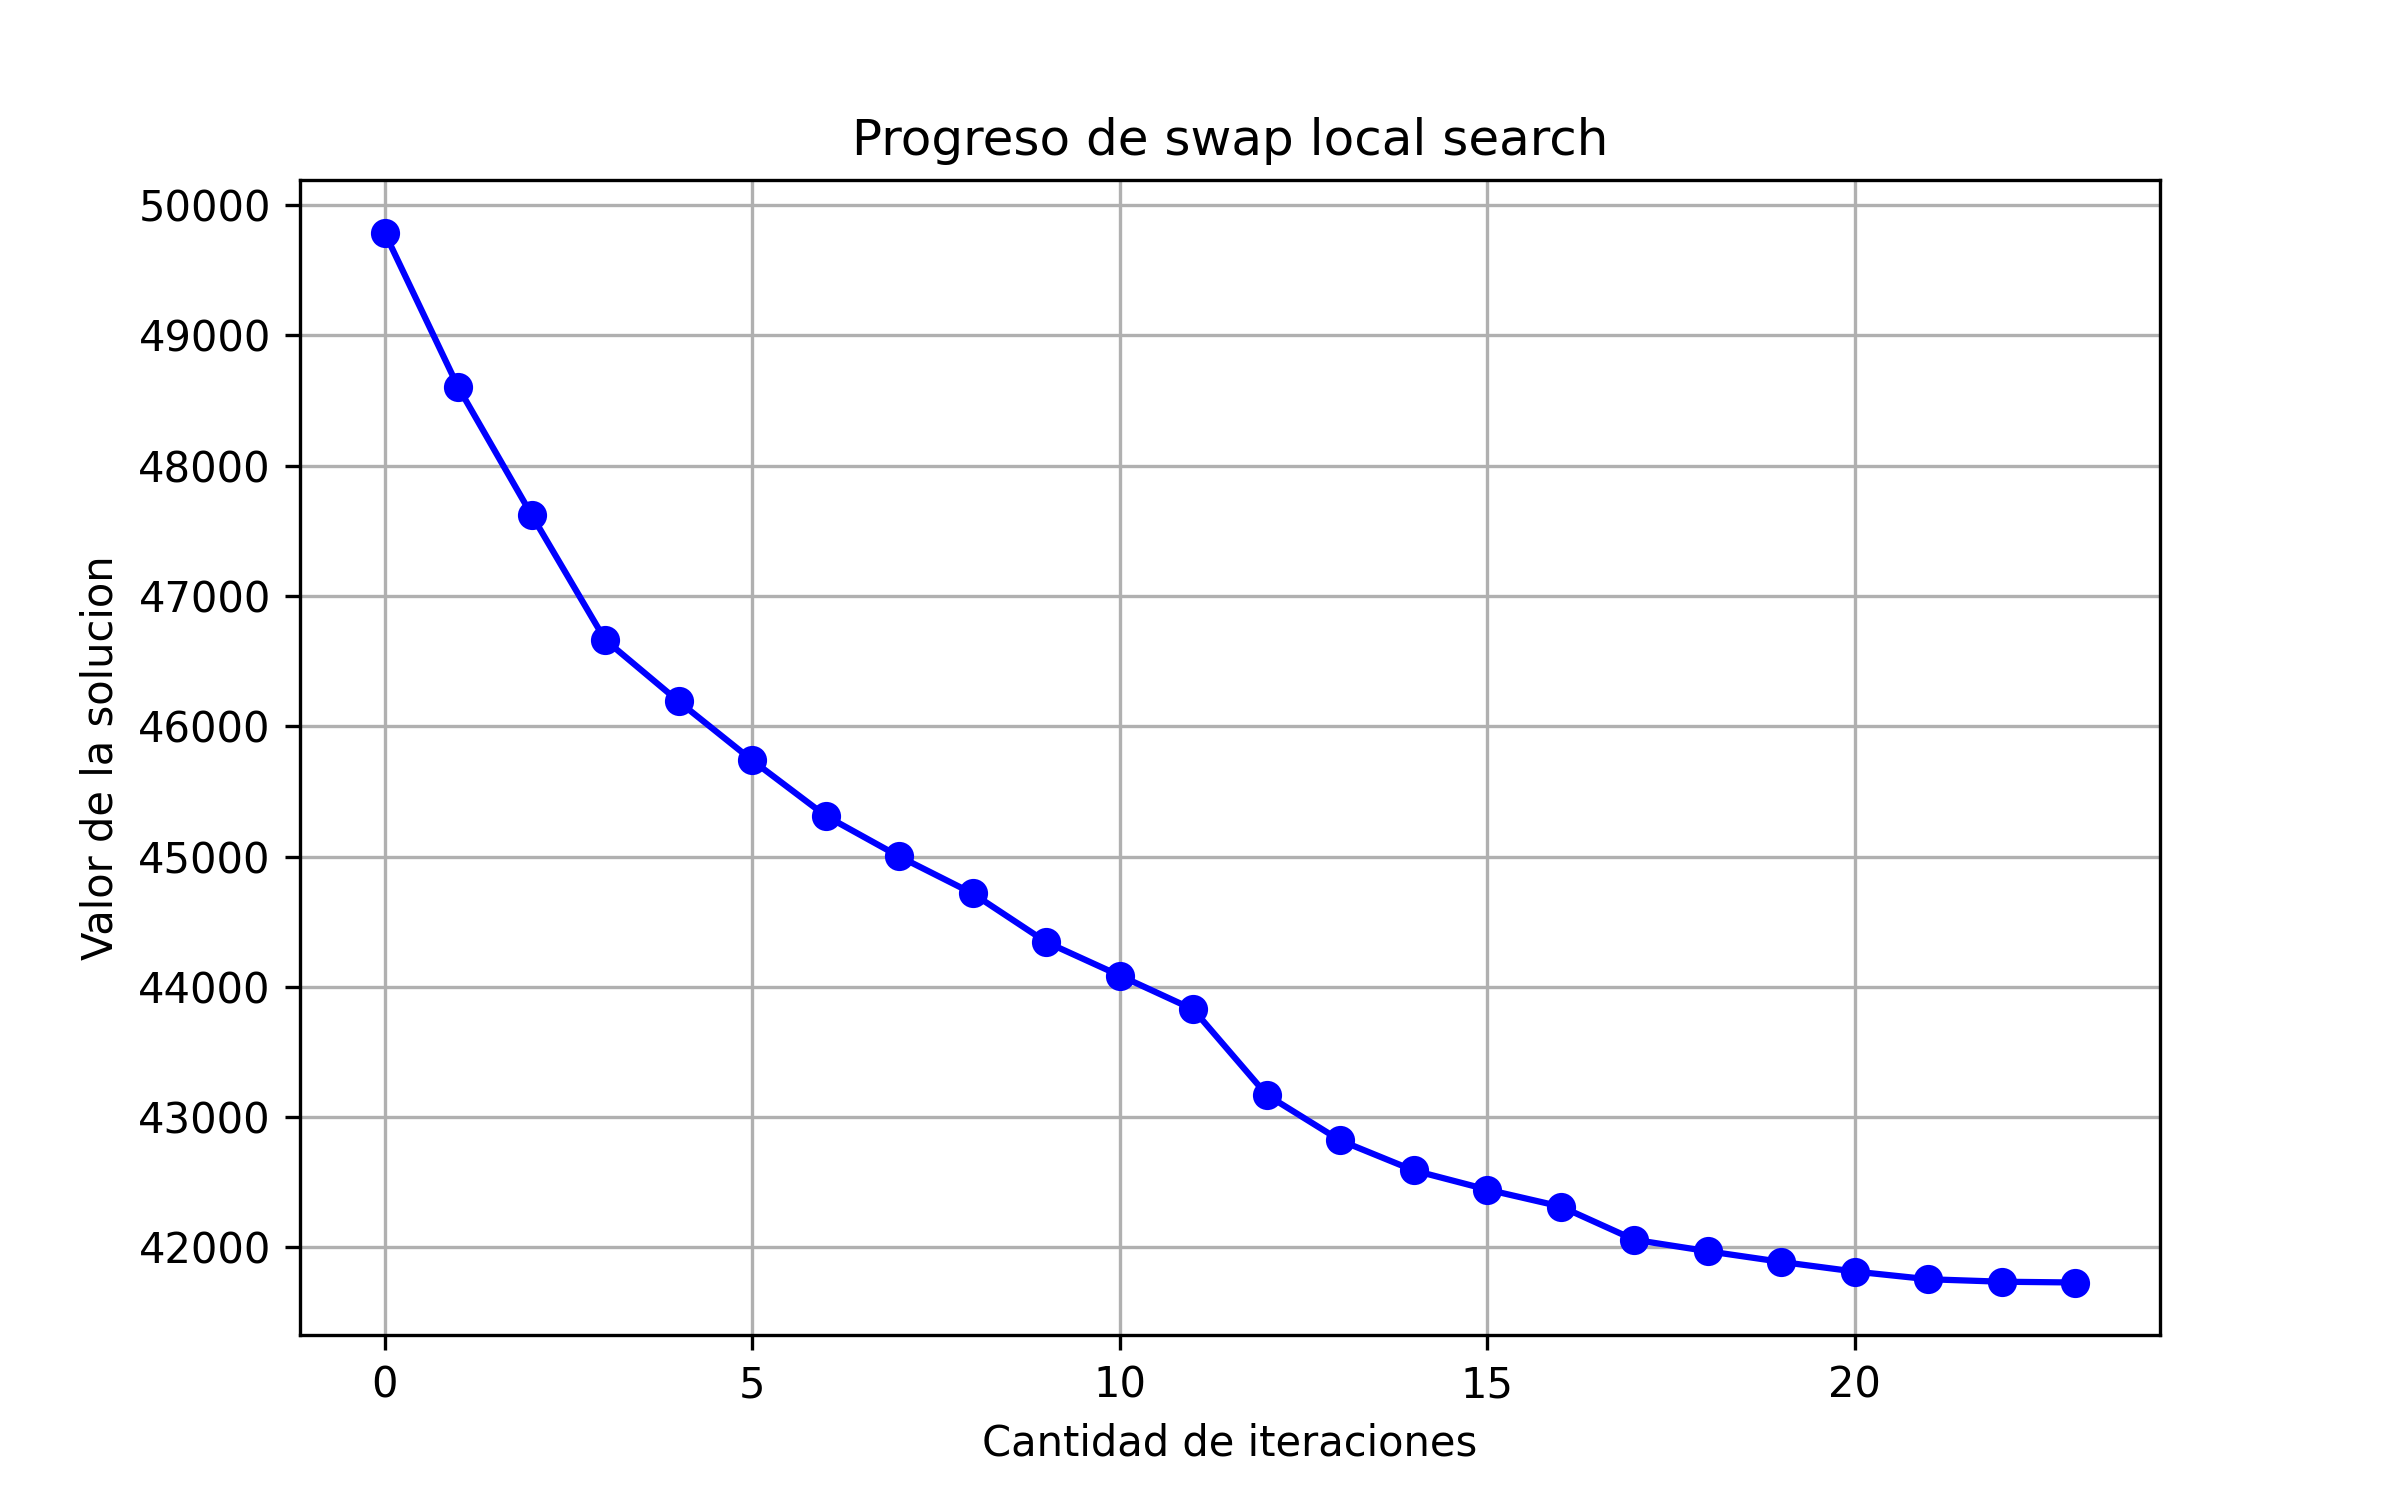 Progreso de swap local search
50000
49000
48000
47000
46000
45000
44000
43000
42000
Valor de la solucion
0 5 10 15 20
Cantidad de iteraciones